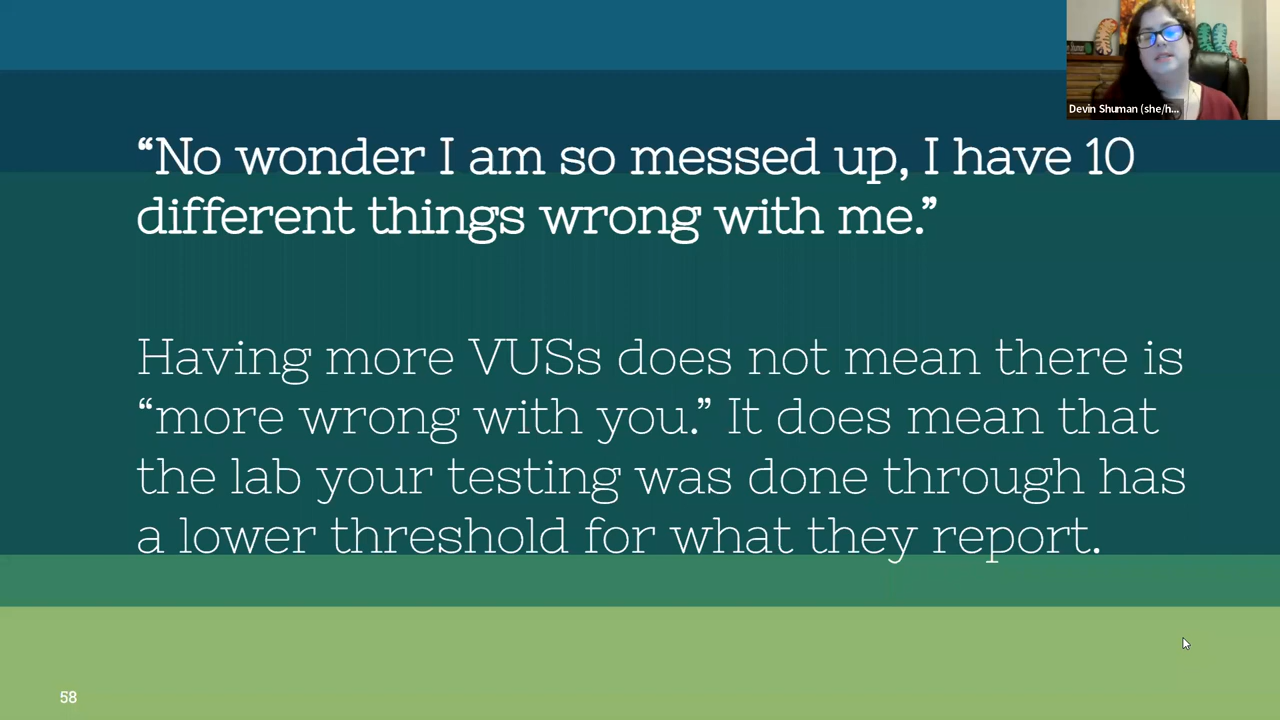 Devin Shuman (she/h...
“No wonder I am so messed up, I have 10
different things wrong with me.”
Having more VUSs does not mean there is
“more wrong with you.” It does mean that
the lab your testing was done through has
a lower threshold for what they report.
58